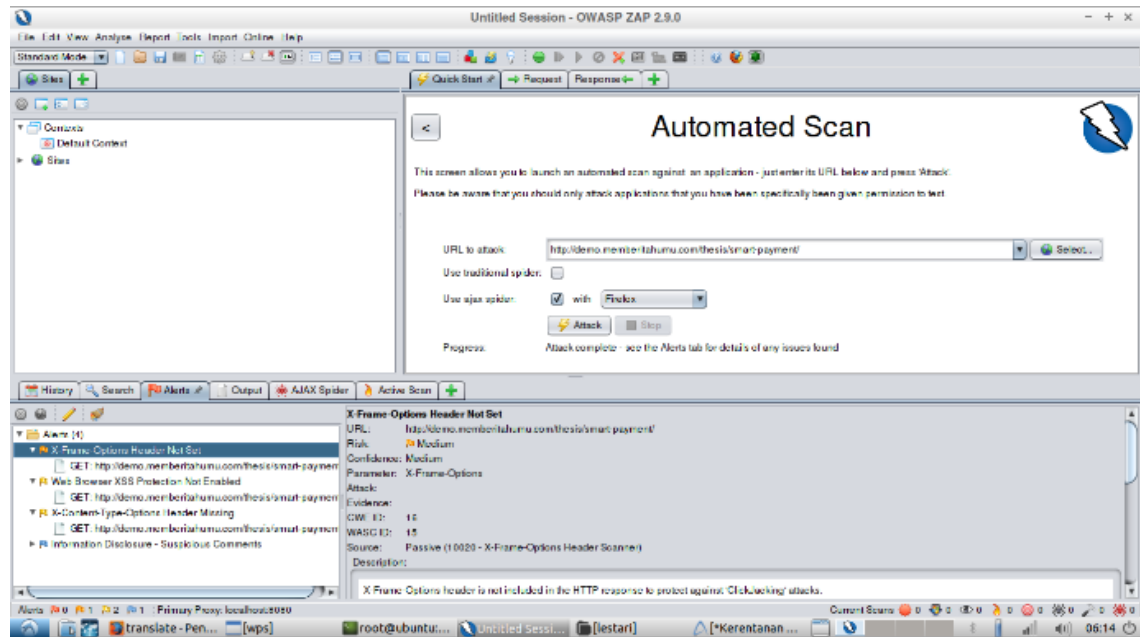 Untitled Session - OWASP ZAP 2.9.0
File Edit View Analyse Report Tools Import Online Help
Standard Mode
Sites
Quick Start
Request
Response
Contexts
Default Context
Sites
<
Automated Scan
This screen allows you to launch an automated scan against an application - just enter its URL below and press 'Attack'.
Please be aware that you should only attack applications that you have been specifically been given permission to test.
URL to attack:
http://demo.memberitahumu.com/thesis/smart-payment/
Select...
Use traditional spider:
Use ajax spider:
with
Firefox
Attack
Stop
Progress:
Attack complete - see the Alerts tab for details of any issues found
History
Search
Alerts
Output
AJAX Spider
Active Scan
Alerts (4)
X-Frame-Options Header Not Set
GET: http://demo.memberitahumu.com/thesis/smart-paymen
Web Browser XSS Protection Not Enabled
GET: http://demo.memberitahumu.com/thesis/smart-paymen
X-Content-Type-Options Header Missing
GET: http://demo.memberitahumu.com/thesis/smart-paymen
Information Disclosure - Suspicious Comments
X-Frame-Options Header Not Set
URL: http://demo.memberitahumu.com/thesis/smart-payment/
Risk: Medium
Confidence: Medium
Parameter: X-Frame-Options
Attack:
Evidence:
CWE ID: 16
WASC ID: 15
Source: Passive (10020 - X-Frame-Options Header Scanner)
Description:
X-Frame-Options header is not included in the HTTP response to protect against 'ClickJacking' attacks.
Alerts 0 1 2 1 Primary Proxy: localhost:8080
Current Scans 0 0 0 0 0 0 0 0
translate - Pen...
[wps]
root@ubuntu:...
Untitled Sessi...
[lestari]
[*Kerentanan ...
06:14